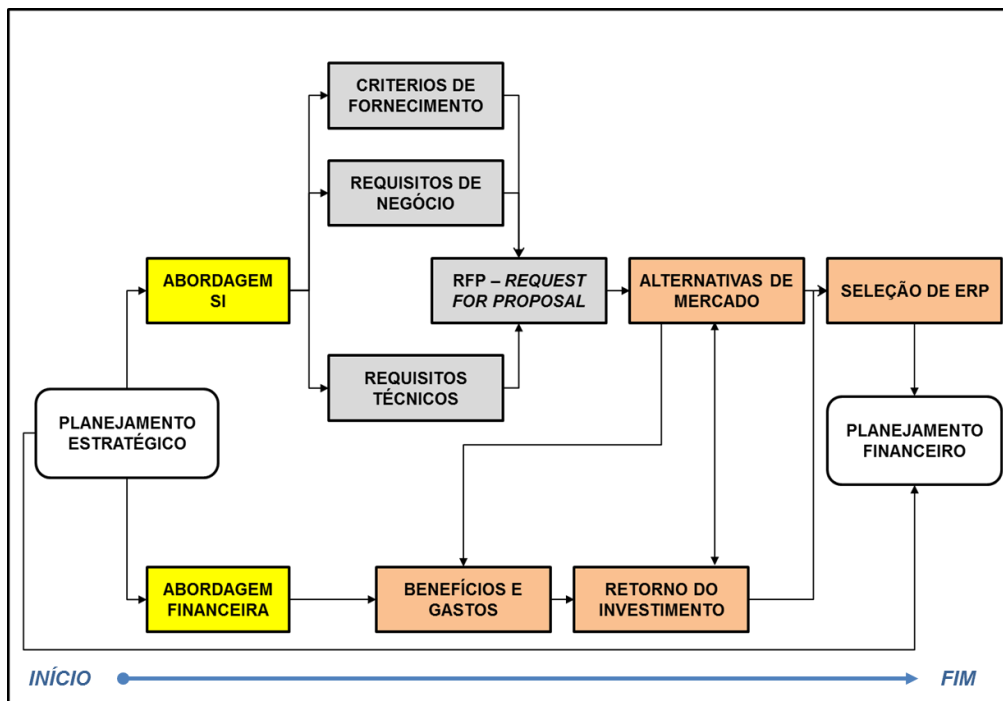 CRITERIOS DE
FORNECIMENTO
REQUISITOS DE
NEGÓCIO
ABORDAGEM
SI
RFP – REQUEST
FOR PROPOSAL
ALTERNATIVAS DE
MERCADO
SELEÇÃO DE ERP
REQUISITOS
TÉCNICOS
PLANEJAMENTO
ESTRATÉGICO
PLANEJAMENTO
FINANCEIRO
ABORDAGEM
FINANCEIRA
BENEFÍCIOS E
GASTOS
RETORNO DO
INVESTIMENTO
INÍCIO
FIM